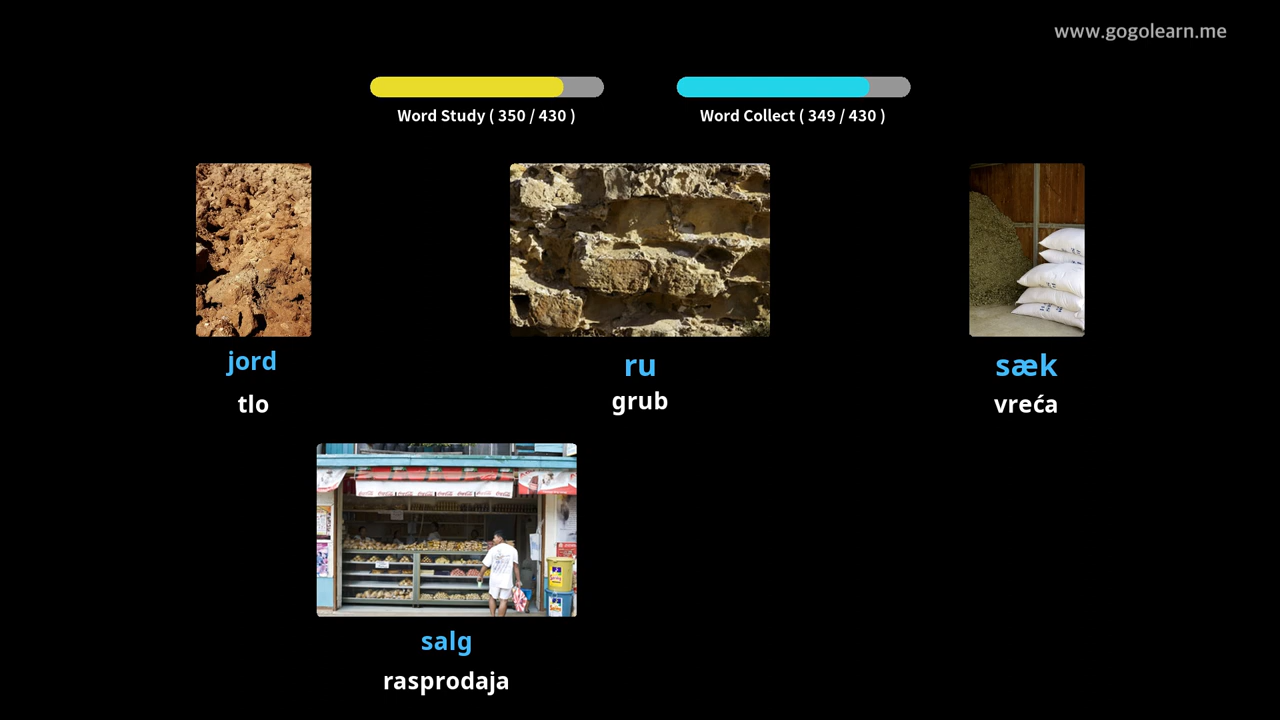 www.gogolearn.me
Word Study ( 350 / 430 )
Word Collect ( 349 / 430 )
jord
tlo
ru
grub
sæk
vreća
salg
rasprodaja